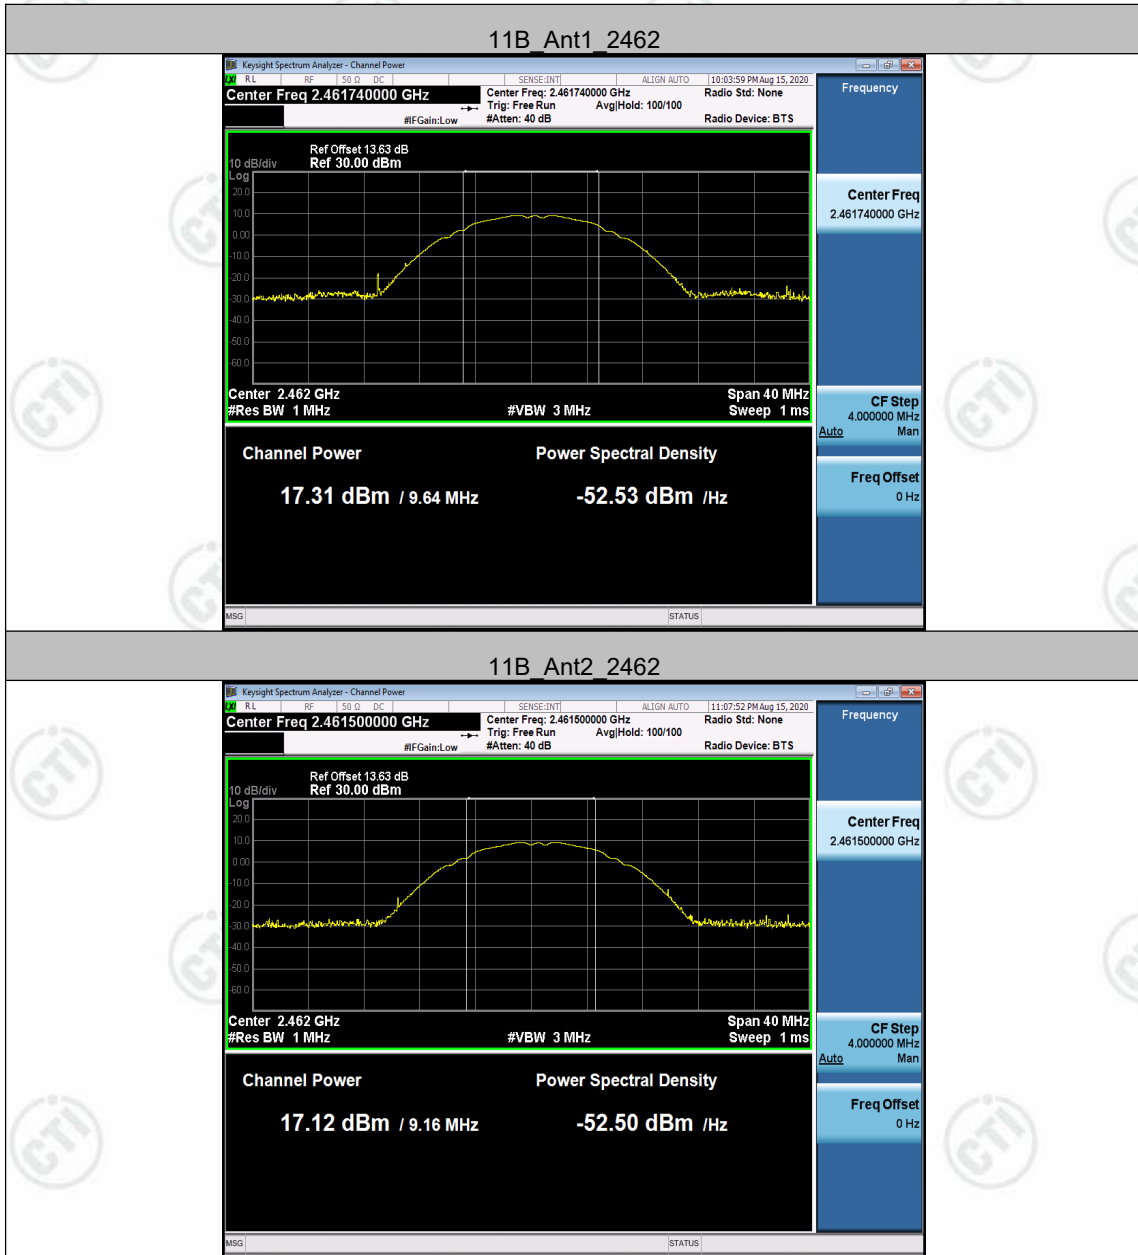 11B_Ant1_2462
Keysight Spectrum Analyzer - Channel Power
LXI RL RF 50 Ω DC SENSE:INT ALIGN AUTO 10:03:59 PM Aug 15, 2020
Center Freq 2.461740000 GHz Center Freq: 2.461740000 GHz Radio Std: None
Trig: Free Run Avg|Hold: 100/100
#IFGain:Low #Atten: 40 dB Radio Device: BTS
Frequency
Ref Offset 13.63 dB
10 dB/div Ref 30.00 dBm
Log
20.0
10.0
0.00
-10.0
-20.0
-30.0
-40.0
-50.0
-60.0
Center Freq
2.461740000 GHz
Center 2.462 GHz Span 40 MHz
#Res BW 1 MHz #VBW 3 MHz Sweep 1 ms
CF Step
4.000000 MHz
Auto Man
Channel Power Power Spectral Density
17.31 dBm / 9.64 MHz -52.53 dBm /Hz
Freq Offset
0 Hz
MSG STATUS
11B_Ant2_2462
Keysight Spectrum Analyzer - Channel Power
LXI RL RF 50 Ω DC SENSE:INT ALIGN AUTO 11:07:52 PM Aug 15, 2020
Center Freq 2.461500000 GHz Center Freq: 2.461500000 GHz Radio Std: None
Trig: Free Run Avg|Hold: 100/100
#IFGain:Low #Atten: 40 dB Radio Device: BTS
Frequency
Ref Offset 13.63 dB
10 dB/div Ref 30.00 dBm
Log
20.0
10.0
0.00
-10.0
-20.0
-30.0
-40.0
-50.0
-60.0
Center Freq
2.461500000 GHz
Center 2.462 GHz Span 40 MHz
#Res BW 1 MHz #VBW 3 MHz Sweep 1 ms
CF Step
4.000000 MHz
Auto Man
Channel Power Power Spectral Density
17.12 dBm / 9.16 MHz -52.50 dBm /Hz
Freq Offset
0 Hz
MSG STATUS
CTI
CTI
CTI
CTI
CTI
CTI
CTI
CTI